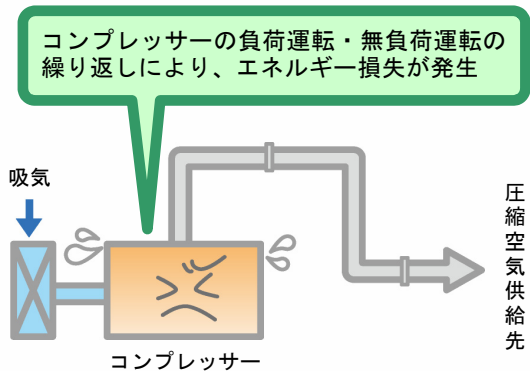 コンプレッサーの負荷運転・無負荷運転の
繰り返しにより、エネルギー損失が発生
吸気
圧縮空気供給先
コンプレッサー